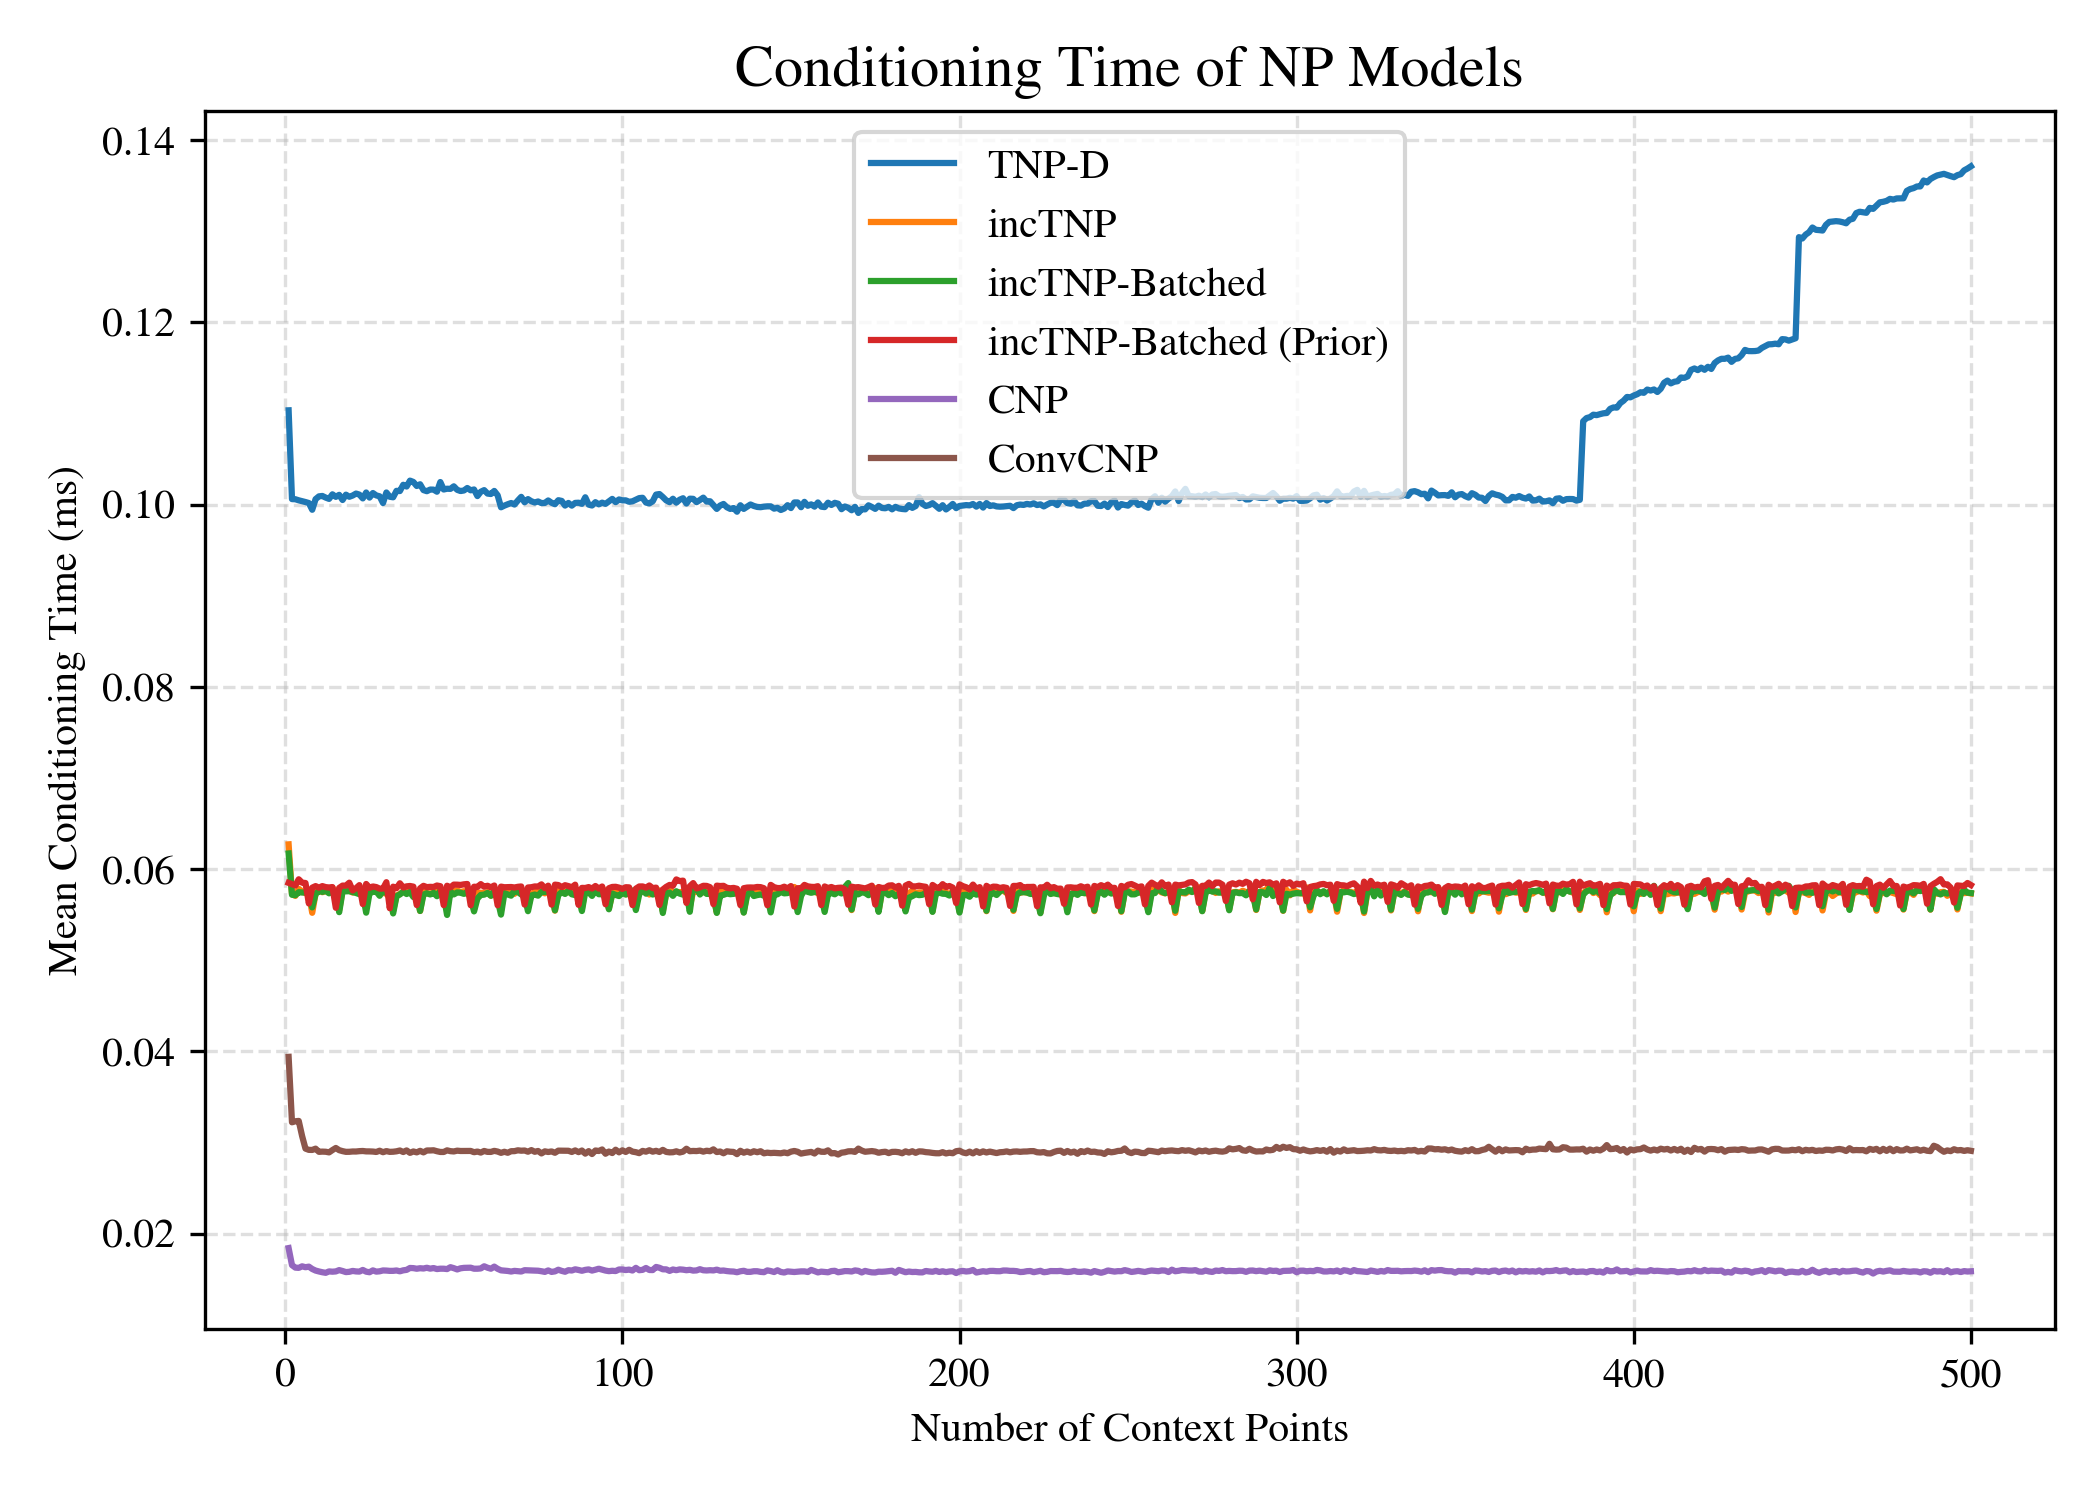 Conditioning Time of NP Models
0.14
0.12
0.10
0.08
0.06
0.04
0.02
Mean Conditioning Time (ms)
TNP-D
incTNP
incTNP-Batched
incTNP-Batched (Prior)
CNP
ConvCNP
0
100
200
300
400
500
Number of Context Points